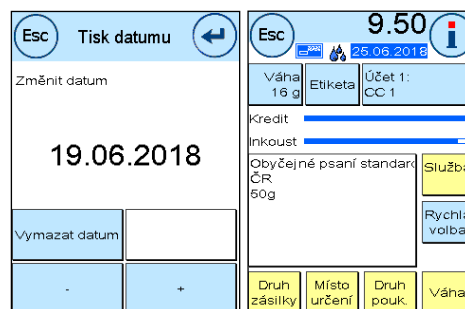 Esc Tisk datumu
Změnit datum
19.06.2018
Vymazat datum
- +
Esc 9.50 i
25.06.2018
Váha
16 g
Etiketa
Účet 1:
CC 1
Kredit
Inkoust
Obyčejné psaní standard
ČR
50g
Služba
Rychlá
volba
Druh
zásilky
Místo
určení
Druh
pouk.
Váha